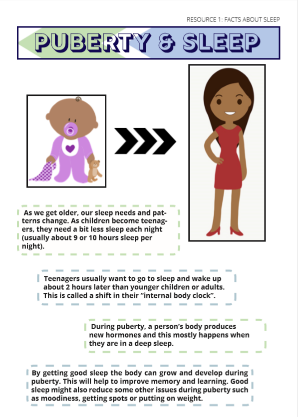 RESOURCE 1: FACTS ABOUT SLEEP
PUBERTY & SLEEP
As we get older, our sleep needs and pat-
terns change. As children become teenag-
ers, they need a bit less sleep each night
(usually about 9 or 10 hours sleep per
night).
Teenagers usually want to go to sleep and wake up
about 2 hours later than younger children or adults.
This is called a shift in their "internal body clock".
During puberty, a person's body produces
new hormones and this mostly happens when
they are in a deep sleep.
By getting good sleep the body can grow and develop during
puberty. This will help to improve memory and learning. Good
sleep might also reduce some other issues during puberty such
as moodiness, getting spots or putting on weight.